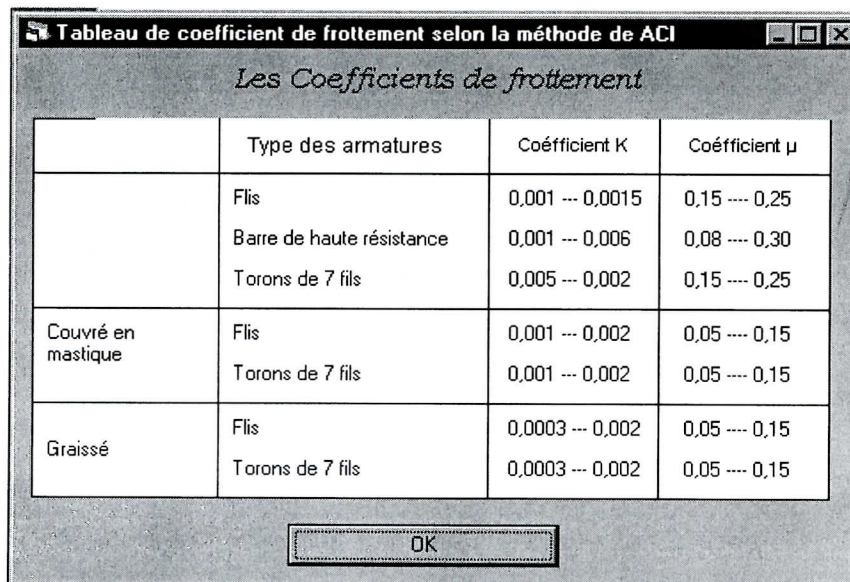 Tableau de coefficient de frottement selon la méthode de ACI
Les Coefficients de frottement
Type des armatures Coéfficient K Coéfficient µ
Flis 0,001 --- 0,0015 0,15 ---- 0,25
Barre de haute résistance 0,001 --- 0,006 0,08 ---- 0,30
Torons de 7 fils 0,005 --- 0,002 0,15 ---- 0,25
Couvré en
mastique
Flis 0,001 --- 0,002 0,05 ---- 0,15
Torons de 7 fils 0,001 --- 0,002 0,05 ---- 0,15
Graissé
Flis 0,0003 --- 0,002 0,05 ---- 0,15
Torons de 7 fils 0,0003 --- 0,002 0,05 ---- 0,15
OK